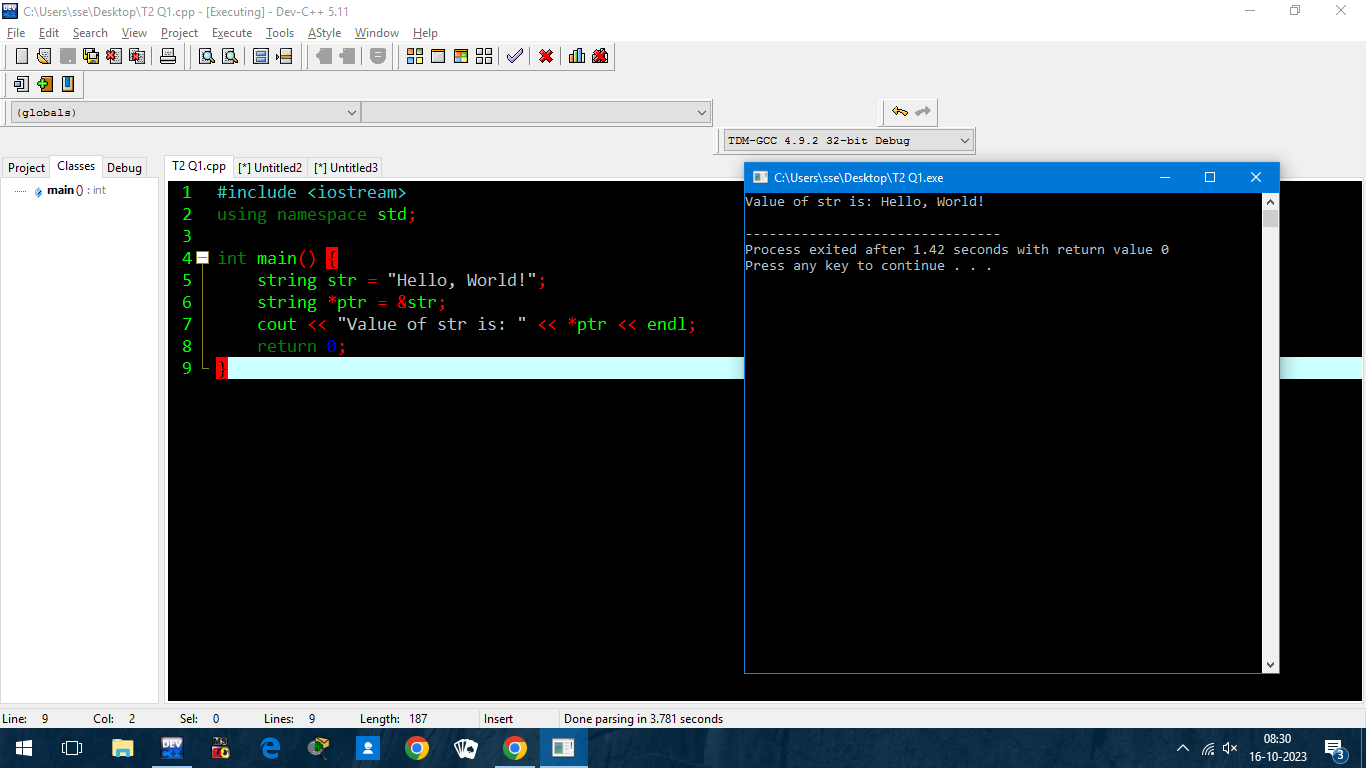 C:\Users\sse\Desktop\T2 Q1.cpp - [Executing] - Dev-C++ 5.11
File Edit Search View Project Execute Tools AStyle Window Help
(globals)
TDM-GCC 4.9.2 32-bit Debug
Project Classes Debug
T2 Q1.cpp [*] Untitled2 [*] Untitled3
main () : int
1 #include <iostream>
2 using namespace std;
3
4 int main() {
5 string str = "Hello, World!";
6 string *ptr = &str;
7 cout << "Value of str is: " << *ptr << endl;
8 return 0;
9 }
C:\Users\sse\Desktop\T2 Q1.exe
Value of str is: Hello, World!
--------------------------------
Process exited after 1.42 seconds with return value 0
Press any key to continue . . .
Line: 9 Col: 2 Sel: 0 Lines: 9 Length: 187 Insert Done parsing in 3.781 seconds
DEV
08:30
16-10-2023
3